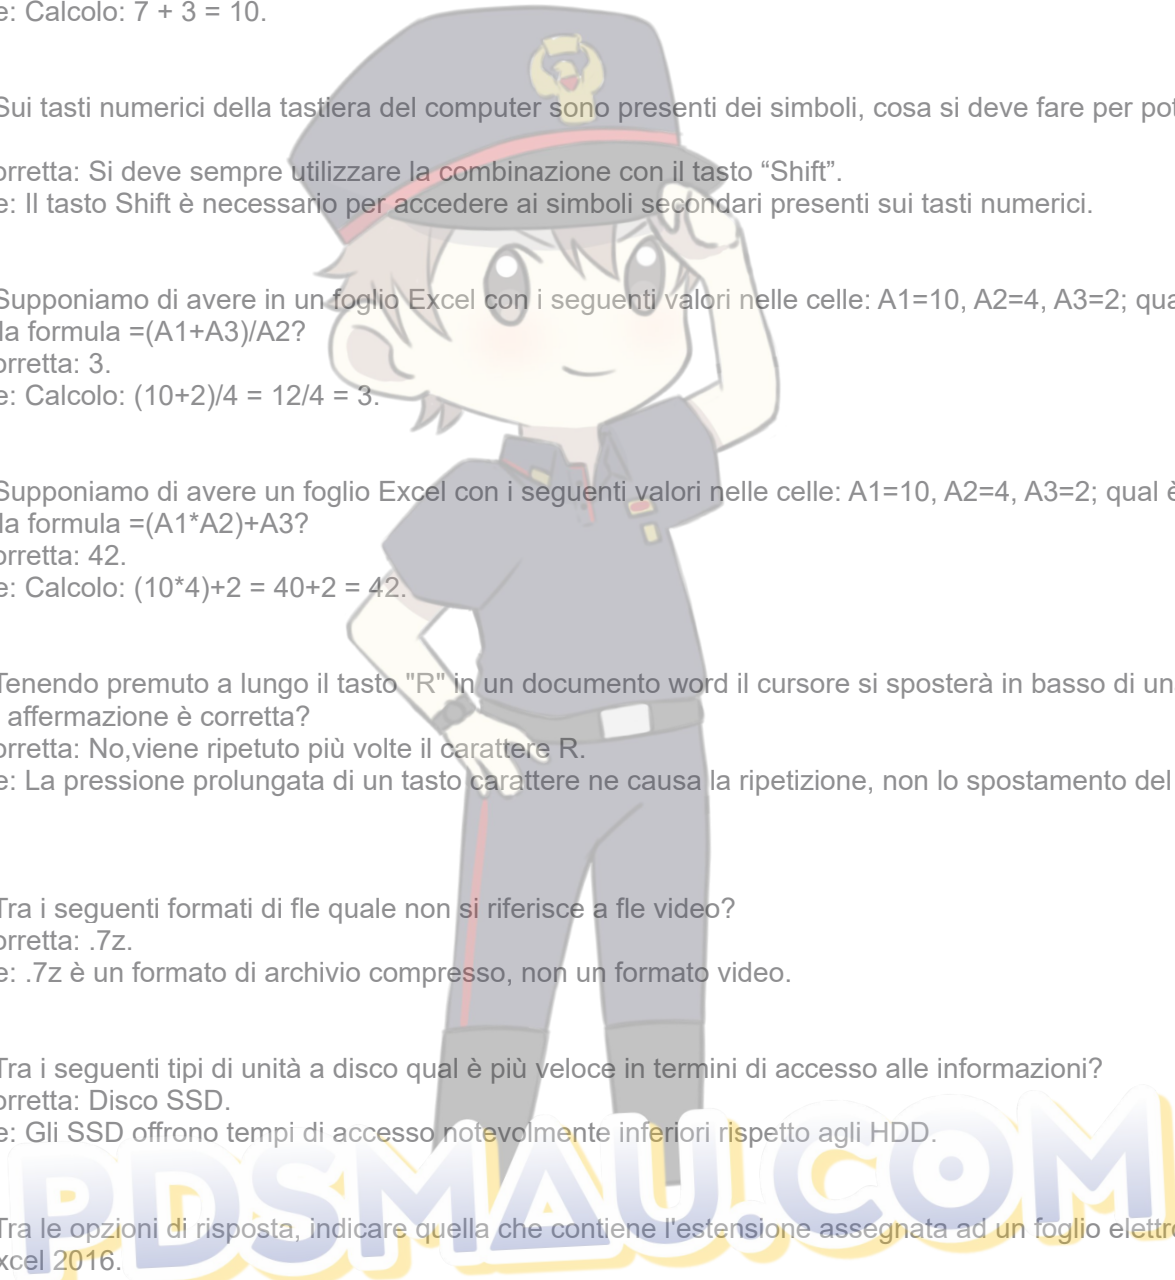 e: Calcolo: 7 + 3 = 10.
Sui tasti numerici della tastiera del computer sono presenti dei simboli, cosa si deve fare per pot
orretta: Si deve sempre utilizzare la combinazione con il tasto “Shift”.
e: Il tasto Shift è necessario per accedere ai simboli secondari presenti sui tasti numerici.
Supponiamo di avere in un foglio Excel con i seguenti valori nelle celle: A1=10, A2=4, A3=2; qua
la formula =(A1+A3)/A2?
orretta: 3.
e: Calcolo: (10+2)/4 = 12/4 = 3.
Supponiamo di avere un foglio Excel con i seguenti valori nelle celle: A1=10, A2=4, A3=2; qual è
la formula =(A1*A2)+A3?
orretta: 42.
e: Calcolo: (10*4)+2 = 40+2 = 42.
Tenendo premuto a lungo il tasto "R" in un documento word il cursore si sposterà in basso di un
affermazione è corretta?
orretta: No,viene ripetuto più volte il carattere R.
e: La pressione prolungata di un tasto carattere ne causa la ripetizione, non lo spostamento del
Tra i seguenti formati di fle quale non si riferisce a fle video?
orretta: .7z.
e: .7z è un formato di archivio compresso, non un formato video.
Tra i seguenti tipi di unità a disco qual è più veloce in termini di accesso alle informazioni?
orretta: Disco SSD.
e: Gli SSD offrono tempi di accesso notevolmente inferiori rispetto agli HDD.
PDSMAU.COM
Tra le opzioni di risposta, indicare quella che contiene l'estensione assegnata ad un foglio elettro
xcel 2016.